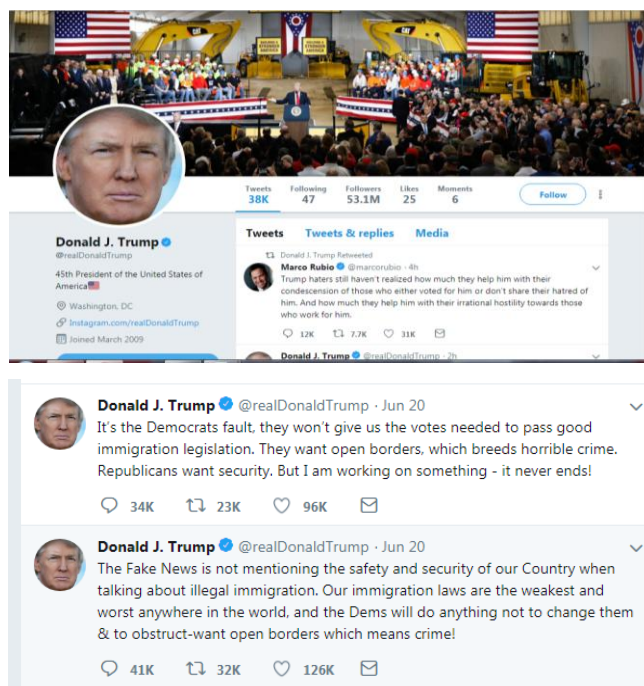 CAT
CAT
Tweets Following Followers Likes Moments
38K 47 53.1M 25 6
Follow
Donald J. Trump
@realDonaldTrump
45th President of the United States of
America
Washington, DC
Instagram.com/realDonaldTrump
Joined March 2009
Tweets Tweets & replies Media
Donald J. Trump Retweeted
Marco Rubio @marcorubio · 4h
Trump haters still haven't realized how much they help him with their
condescension of those who either voted for him or don't share their hatred of
him. And how much they help him with their irrational hostility towards those
who work for him.
12K 7.7K 31K
Donald J. Trump @realDonaldTrump · 2h
Donald J. Trump @realDonaldTrump · Jun 20
It's the Democrats fault, they won't give us the votes needed to pass good
immigration legislation. They want open borders, which breeds horrible crime.
Republicans want security. But I am working on something - it never ends!
34K 23K 96K
Donald J. Trump @realDonaldTrump · Jun 20
The Fake News is not mentioning the safety and security of our Country when
talking about illegal immigration. Our immigration laws are the weakest and
worst anywhere in the world, and the Dems will do anything not to change them
& to obstruct-want open borders which means crime!
41K 32K 126K